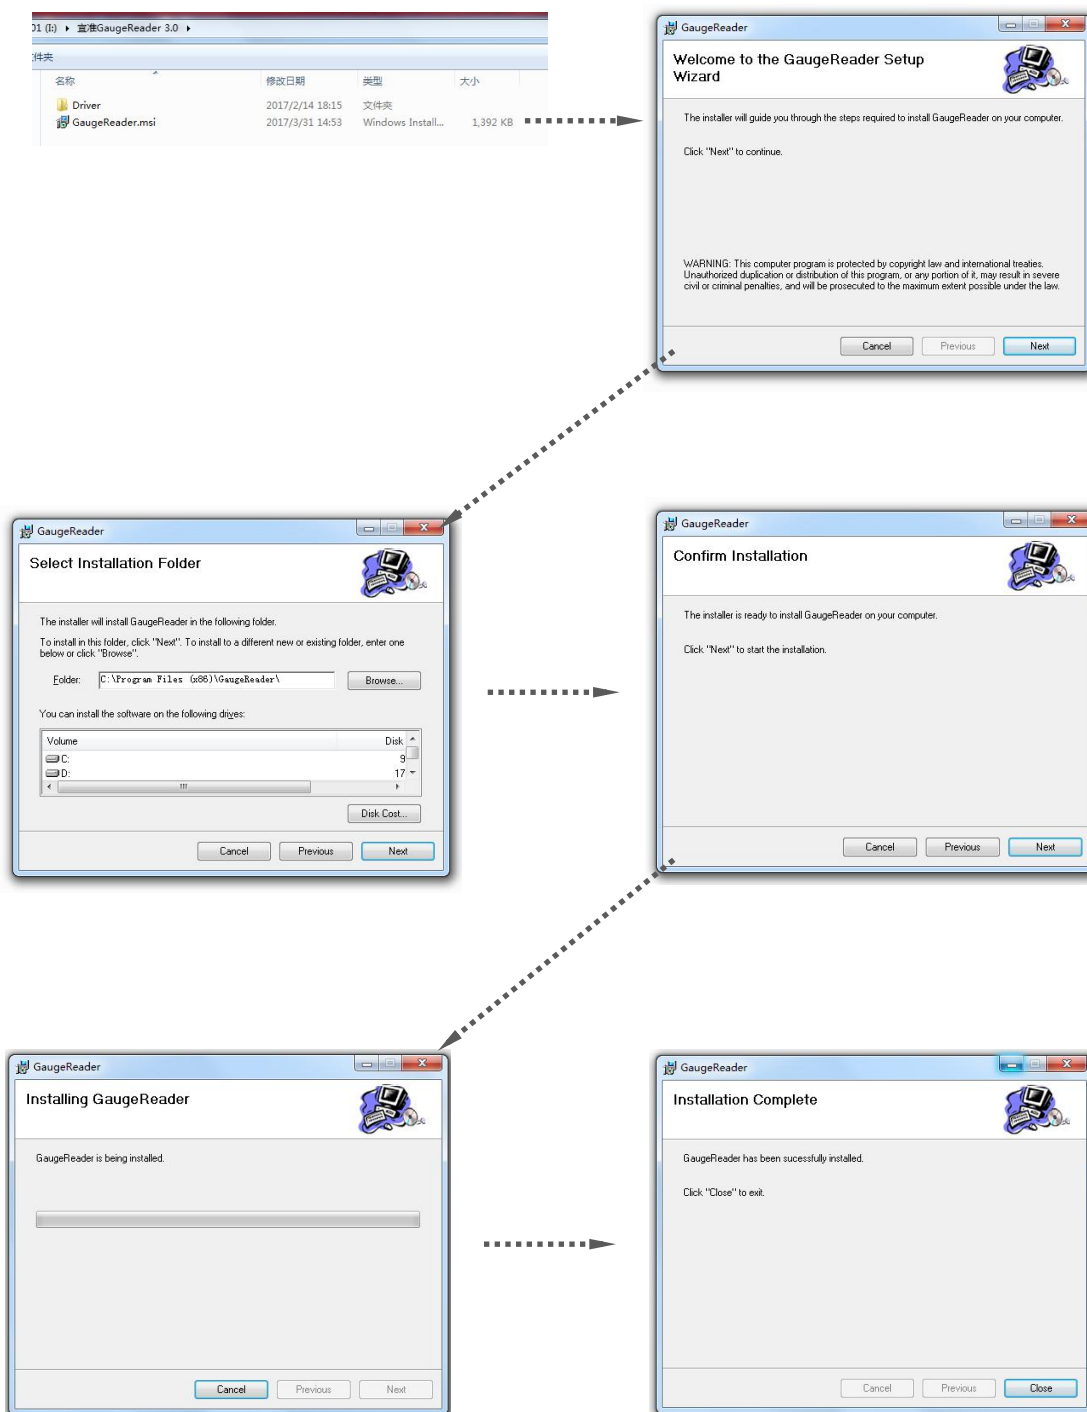 01 (I:) ▸ 宜准GaugeReader 3.0 ▸
件夹
名称 修改日期 类型 大小
Driver 2017/2/14 18:15 文件夹
GaugeReader.msi 2017/3/31 14:53 Windows Install... 1,392 KB
GaugeReader
Welcome to the GaugeReader Setup
Wizard
The installer will guide you through the steps required to install GaugeReader on your computer.
Click "Next" to continue.
WARNING: This computer program is protected by copyright law and international treaties.
Unauthorized duplication or distribution of this program, or any portion of it, may result in severe
civil or criminal penalties, and will be prosecuted to the maximum extent possible under the law.
Cancel Previous Next
GaugeReader
Select Installation Folder
The installer will install GaugeReader in the following folder.
To install in this folder, click "Next". To install to a different new or existing folder, enter one
below or click "Browse".
Folder: C:\Program Files (x86)\GaugeReader\ Browse...
You can install the software on the following drives:
Volume Disk
C: 9
D: 17
Disk Cost...
Cancel Previous Next
GaugeReader
Confirm Installation
The installer is ready to install GaugeReader on your computer.
Click "Next" to start the installation.
Cancel Previous Next
GaugeReader
Installing GaugeReader
GaugeReader is being installed.
Cancel Previous Next
GaugeReader
Installation Complete
GaugeReader has been sucessfully installed.
Click "Close" to exit.
Cancel Previous Close